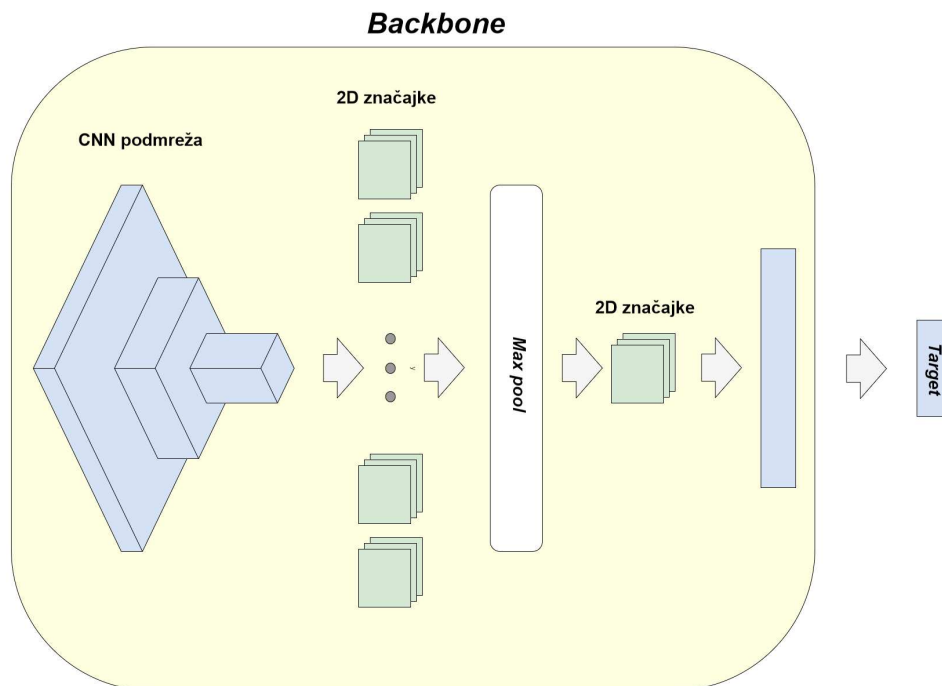 Backbone
2D značajke
CNN podmreža
2D značajke
Max pool
Target